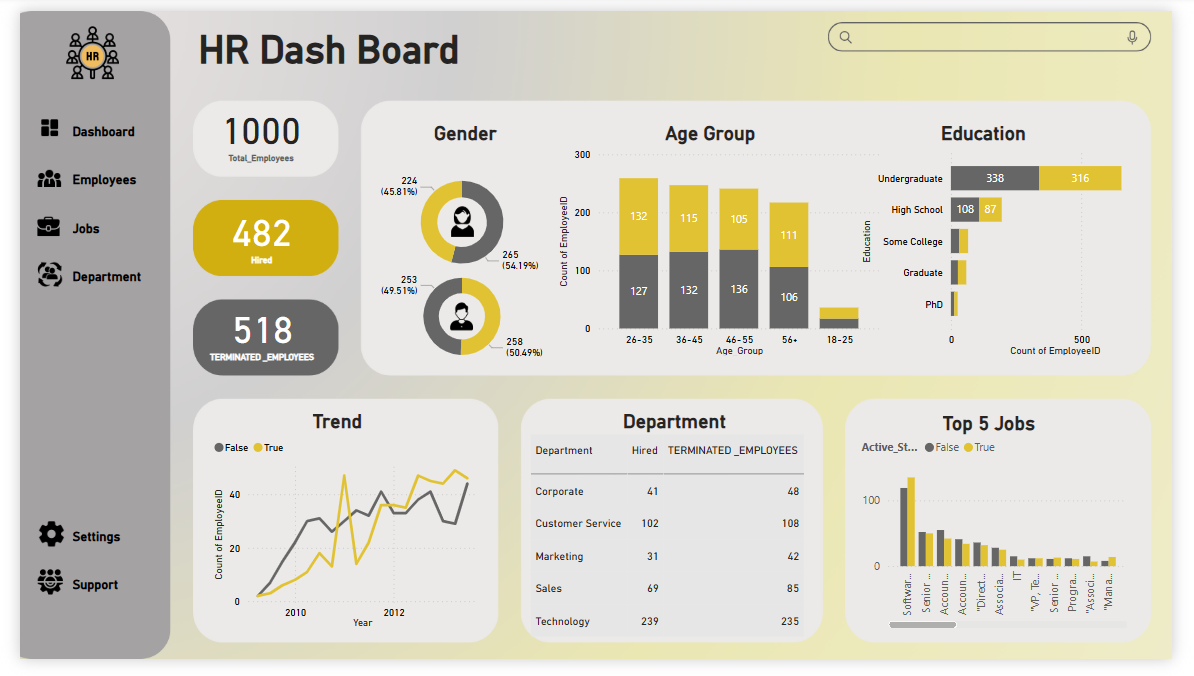 HR
HR Dash Board
Dashboard
Employees
Jobs
Department
Settings
Support
1000
Total_Employees
482
Hired
518
TERMINATED_EMPLOYEES
Gender
224
(45.81%)
265
(54.19%)
253
(49.51%)
258
(50.49%)
Age Group
Count of EmployeeID
300
200
100
0
132
115
105
111
127
132
136
106
26-35
36-45
46-55
56+
18-25
Age_Group
Education
Education
Undergraduate
338
316
High School
108
87
Some College
Graduate
PhD
0
500
Count of EmployeeID
Trend
False
True
Count of EmployeeID
40
20
0
2010
2012
Year
Department
Department Hired TERMINATED_EMPLOYEES
Corporate 41 48
Customer Service 102 108
Marketing 31 42
Sales 69 85
Technology 239 235
Top 5 Jobs
Active_St... False True
100
0
Softwar...
Senior ...
Accoun...
Accoun...
"Direct...
Associa...
IT
"VP, Te...
Senior ...
Progra...
"Associ...
"Mana...